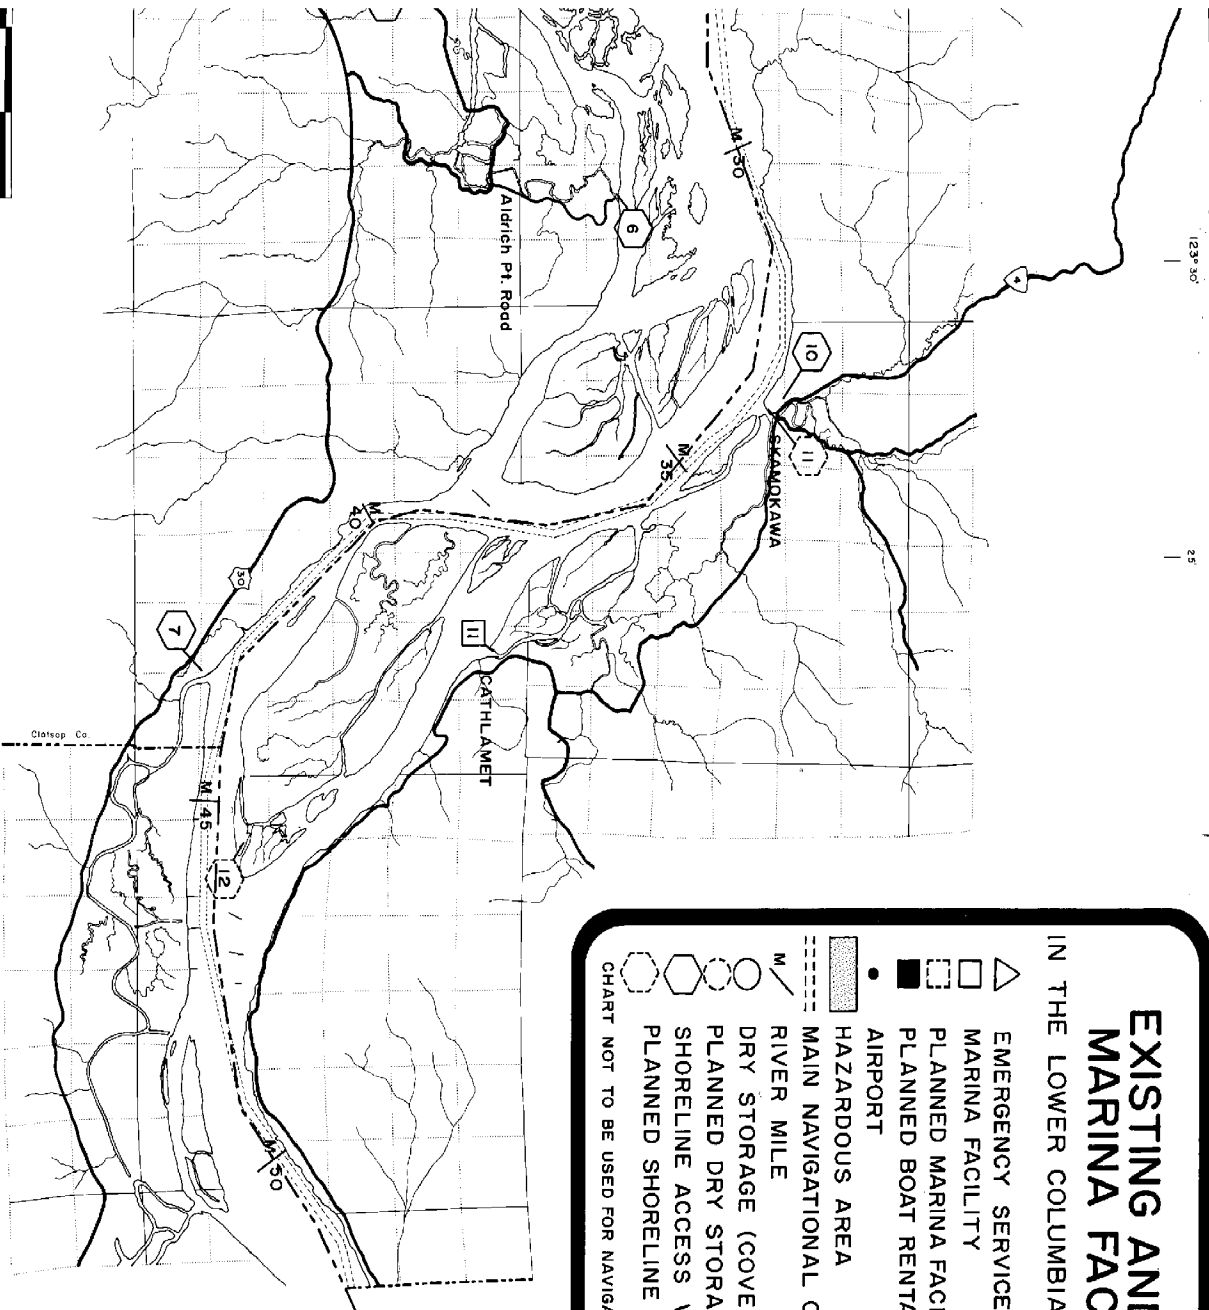 EXISTING AN
MARINA FAC
IN THE LOWER COLUMBIA
EMERGENCY SERVICE
MARINA FACILITY
PLANNED MARINA FACI
PLANNED BOAT RENTA
AIRPORT
HAZARDOUS AREA
MAIN NAVIGATIONAL C
M
RIVER MILE
DRY STORAGE (COVE
PLANNED DRY STORA
SHORELINE ACCESS
PLANNED SHORELINE
CHART NOT TO BE USED FOR NAVIGA
123° 30'
25'
4
10
11
SKAMOKAWA
M 30
M 35
6
Aldrich Pt. Road
11
CATHLAMET
M 40
30
7
Clatsop Co.
M 45
12
M 50